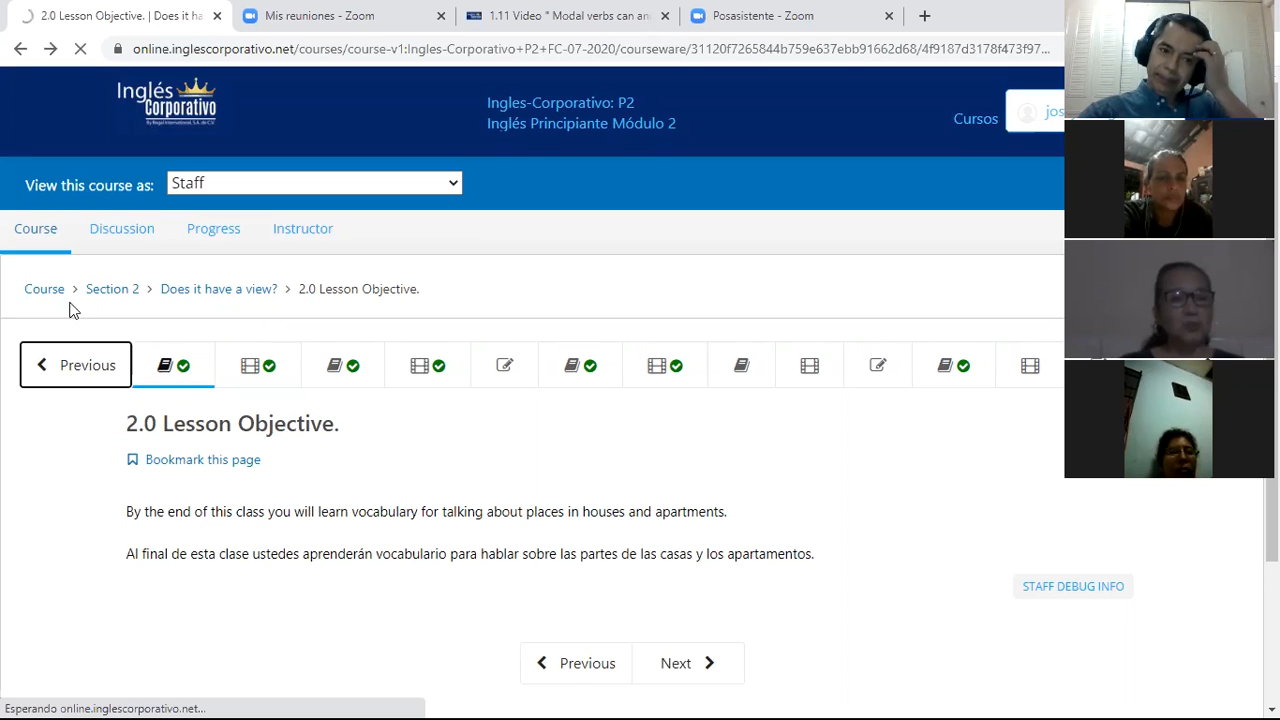 2.0 Lesson Objective. | Does it ha
Mis reuniones - Zoom
1.11 Video " Modal verbs can an
Posasistente - Zoom
online.inglescorporativo.net/courses/course-v1:Ingles-Corporativo+P2+FC-07-2020/courseware/
Inglés
Corporativo
By Regal International, S.A. de C.V.
Ingles-Corporativo: P2
Inglés Principiante Módulo 2
Cursos
jos
View this course as:
Staff
Course
Discussion
Progress
Instructor
Course > Section 2 > Does it have a view? > 2.0 Lesson Objective.
Previous
2.0 Lesson Objective.
Bookmark this page
By the end of this class you will learn vocabulary for talking about places in houses and apartments.
Al final de esta clase ustedes aprenderán vocabulario para hablar sobre las partes de las casas y los apartamentos.
STAFF DEBUG INFO
Previous
Next
Esperando online.inglescorporativo.net...